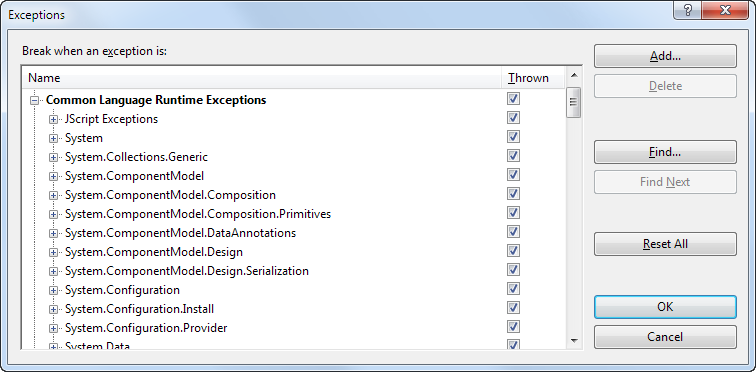 Exceptions
Break when an exception is:
Name Thrown
Common Language Runtime Exceptions
JScript Exceptions
System
System.Collections.Generic
System.ComponentModel
System.ComponentModel.Composition
System.ComponentModel.Composition.Primitives
System.ComponentModel.DataAnnotations
System.ComponentModel.Design
System.ComponentModel.Design.Serialization
System.Configuration
System.Configuration.Install
System.Configuration.Provider
System.Data
Add...
Delete
Find...
Find Next
Reset All
OK
Cancel